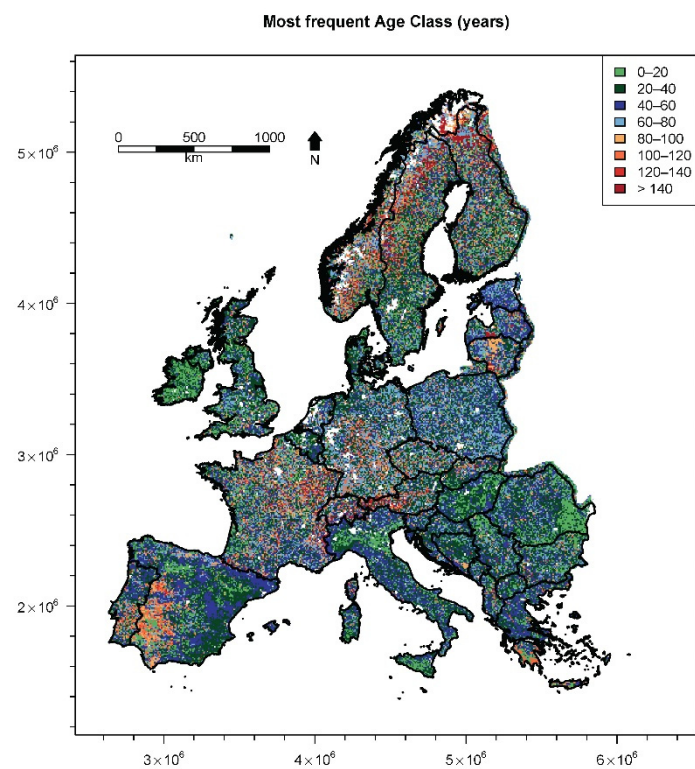 Most frequent Age Class (years)
0–20
20–40
40–60
60–80
80–100
100–120
120–140
> 140
0 500 1000
km
N
5 × 10⁶
4 × 10⁶
3 × 10⁶
2 × 10⁶
3 × 10⁶ 4 × 10⁶ 5 × 10⁶ 6 × 10⁶